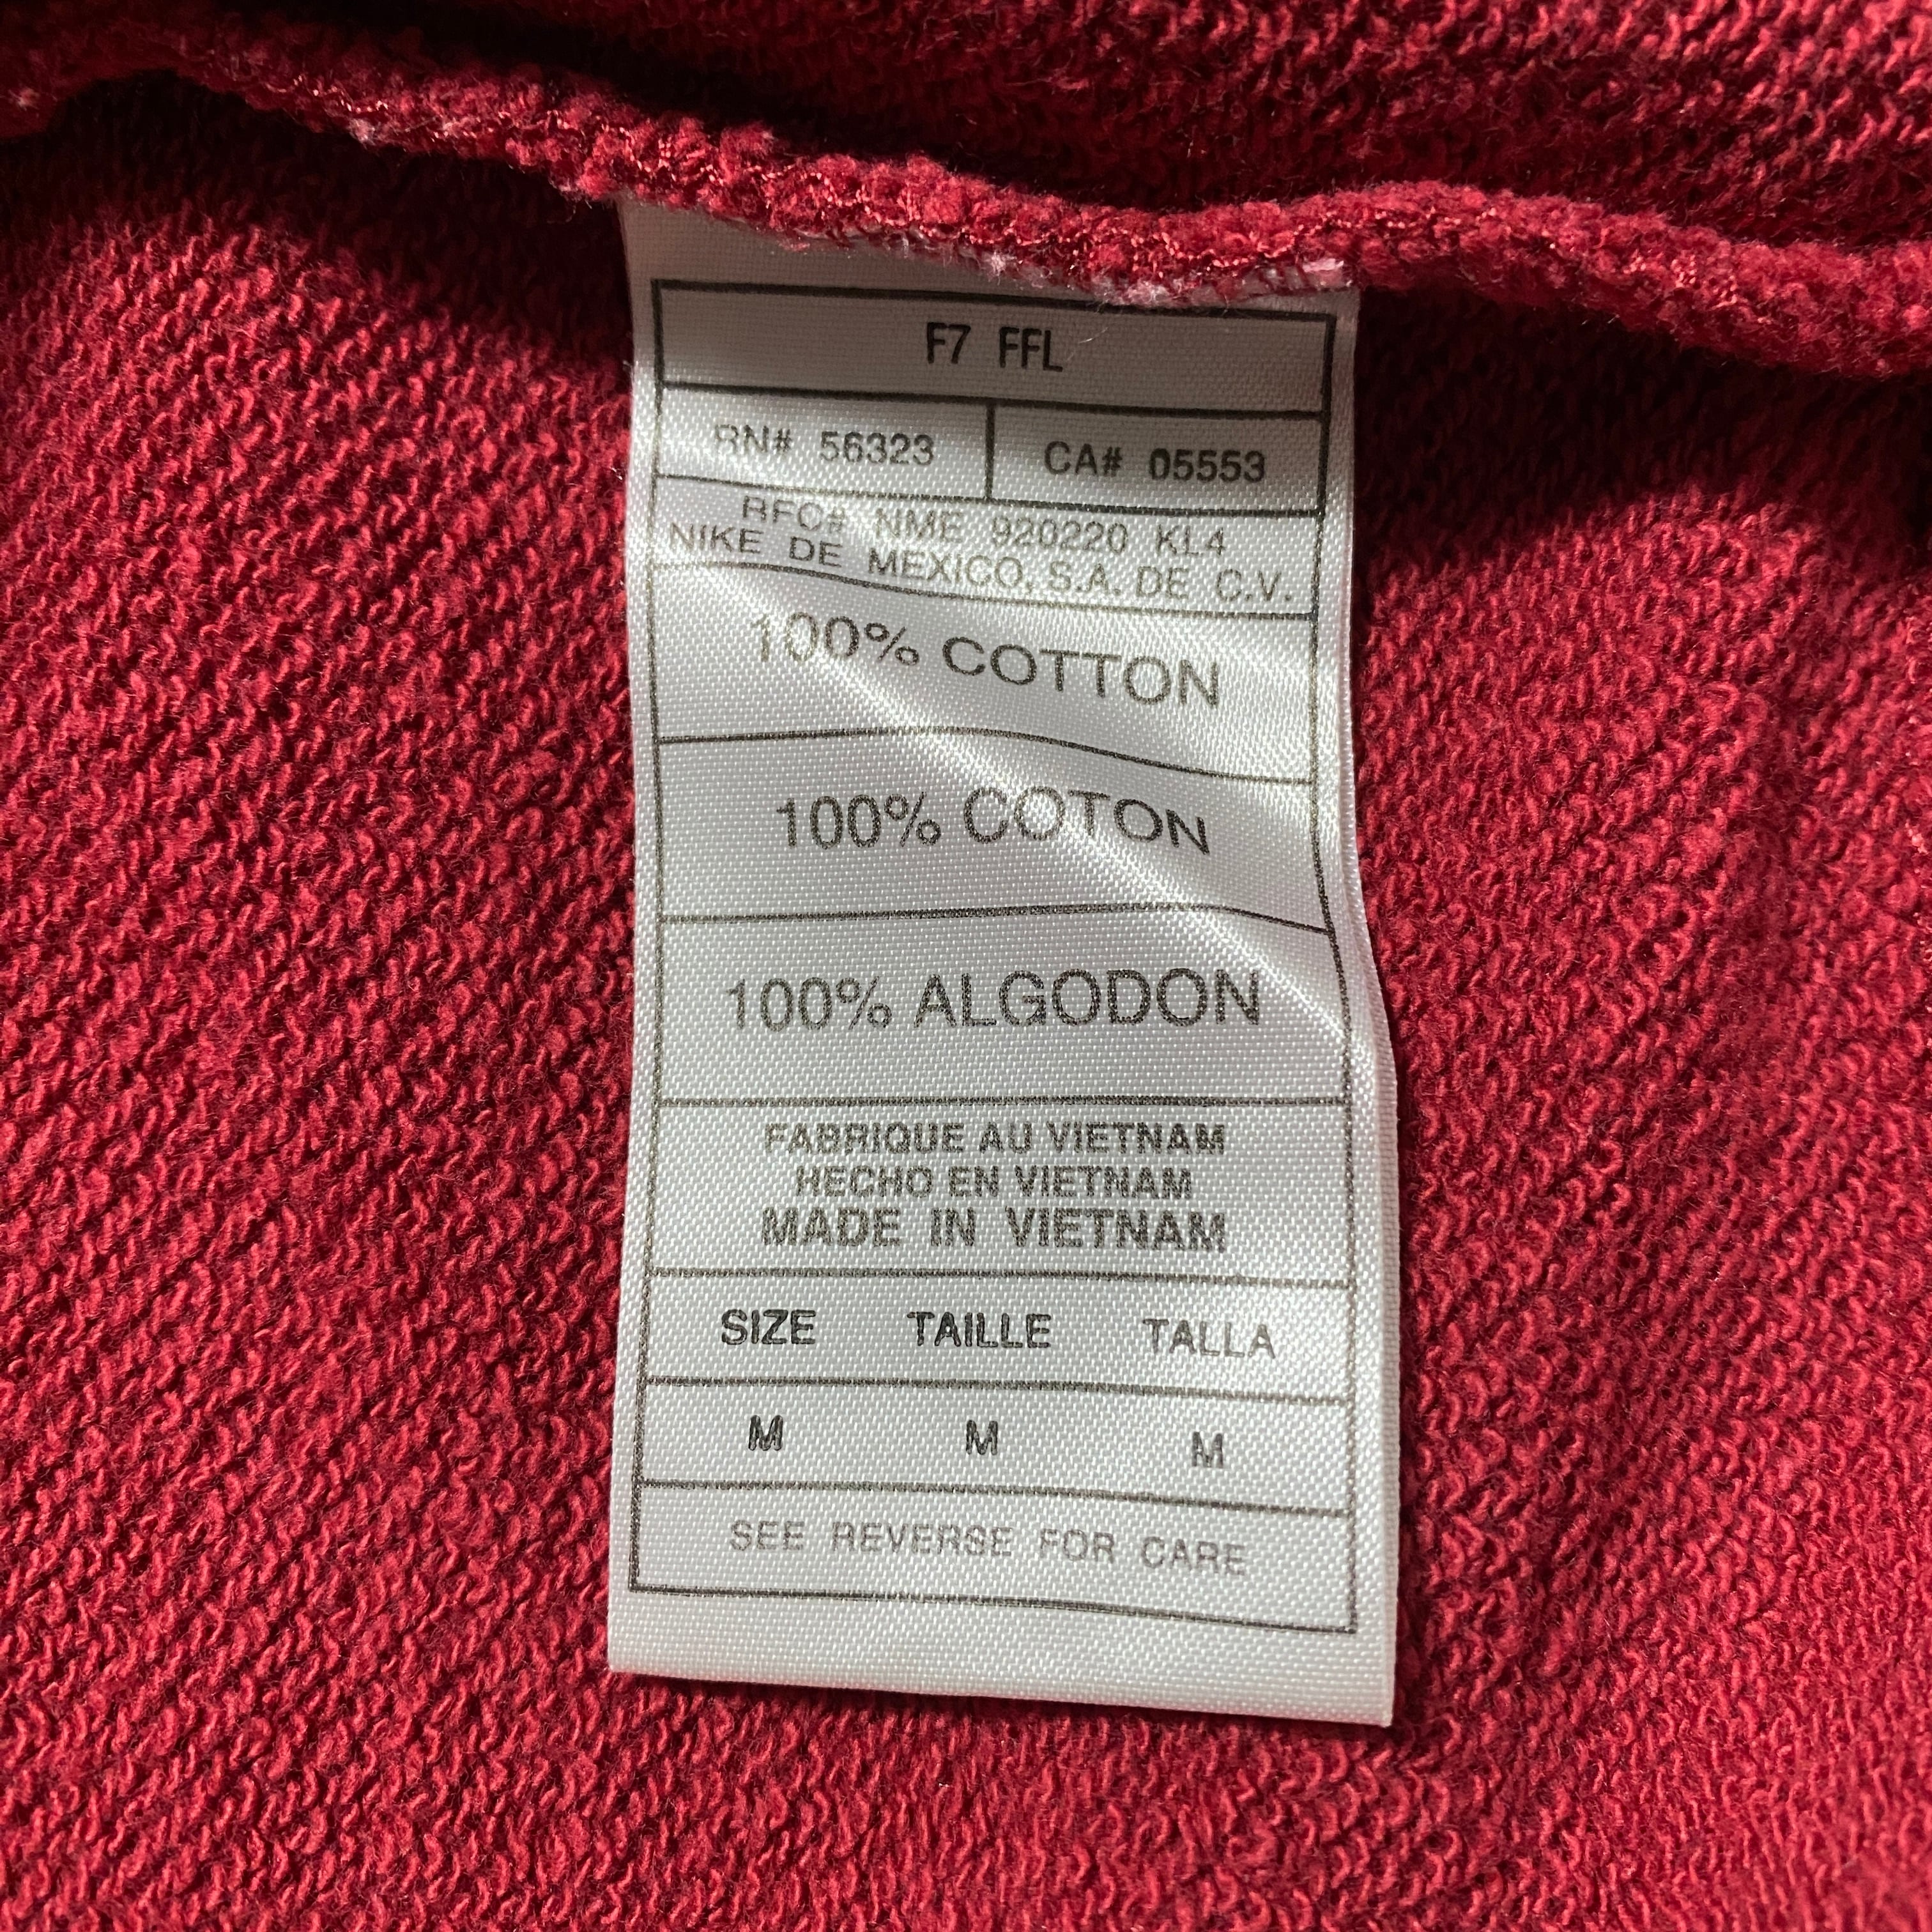 F7 FFL
RN# 56323 CA# 05553
RFC# NME 920220 KL4
NIKE DE MEXICO, S.A. DE C.V.
100% COTTON
100% COTON
100% ALGODON
FABRIQUE AU VIETNAM
HECHO EN VIETNAM
MADE IN VIETNAM
SIZE TAILLE TALLA
M M M
SEE REVERSE FOR CARE